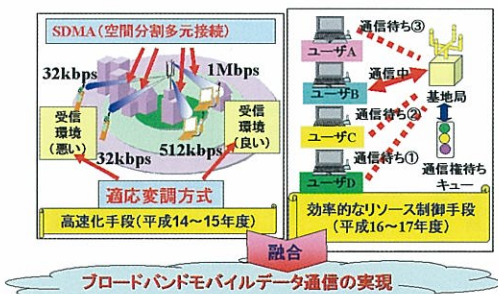 SDMA(空間分割多元接続)
32kbps
1Mbps
受信
環境
(悪い)
受信
環境
(良い)
32kbps
512kbps
適応変調方式
高速化手段(平成14~15年度)
ユーザA
通信待ち③
ユーザB
通信中
基地局
通信待ち②
ユーザC
通信待ち①
ユーザD
通信権待ち
キュー
効率的なリソース制御手段
(平成16~17年度)
融合
ブロードバンドモバイルデータ通信の実現